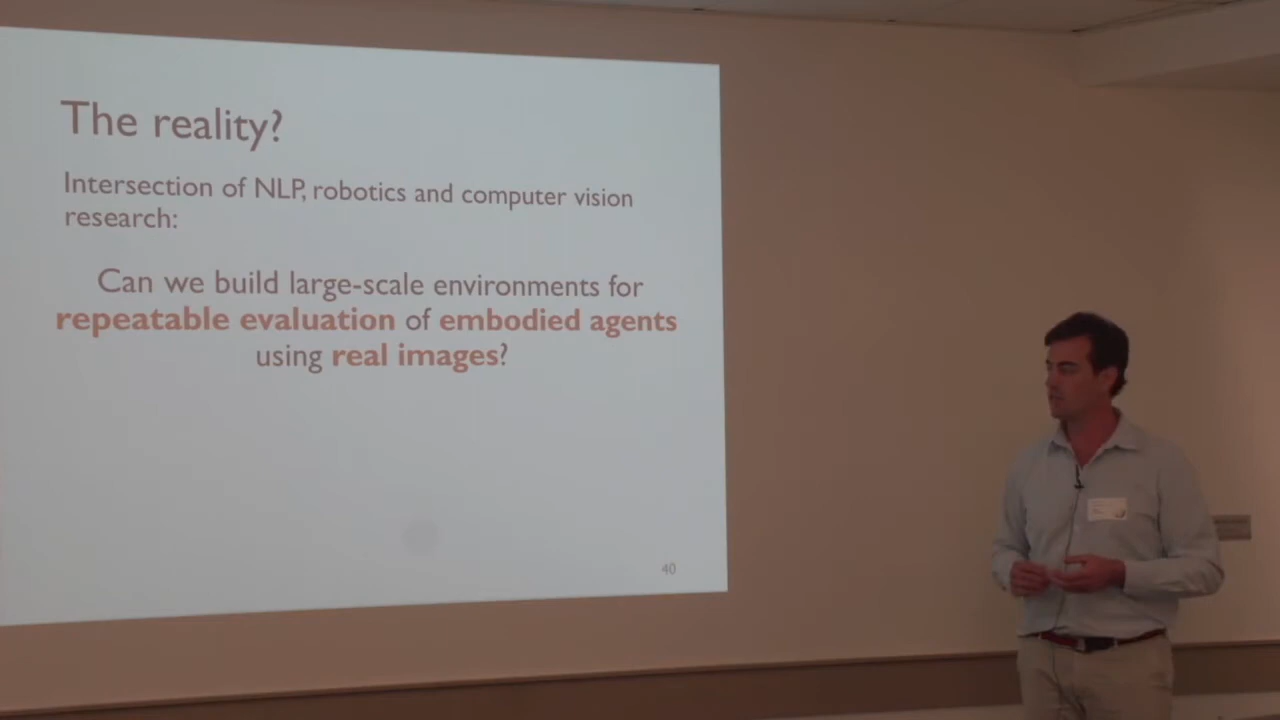 The reality?
Intersection of NLP, robotics and computer vision
research:
Can we build large-scale environments for
repeatable evaluation of embodied agents
using real images?
40